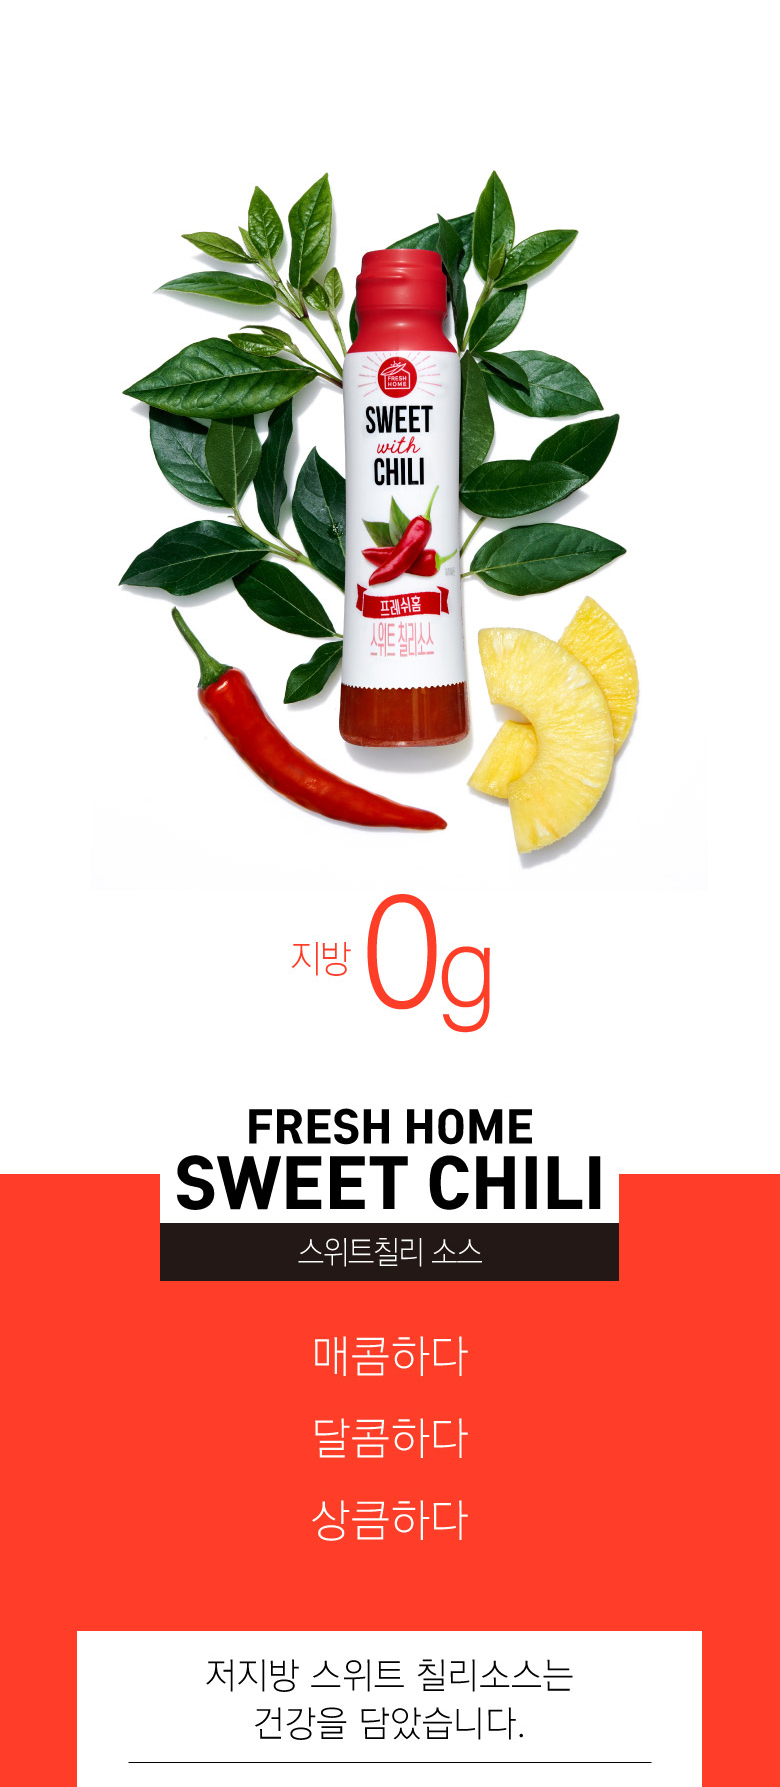 FRESH
HOME
SWEET
with
CHILI
프레쉬홈
스위트 칠리소스
지방 0g
FRESH HOME
SWEET CHILI
스위트칠리 소스
매콤하다
달콤하다
상큼하다
저지방 스위트 칠리소스는
건강을 담았습니다.